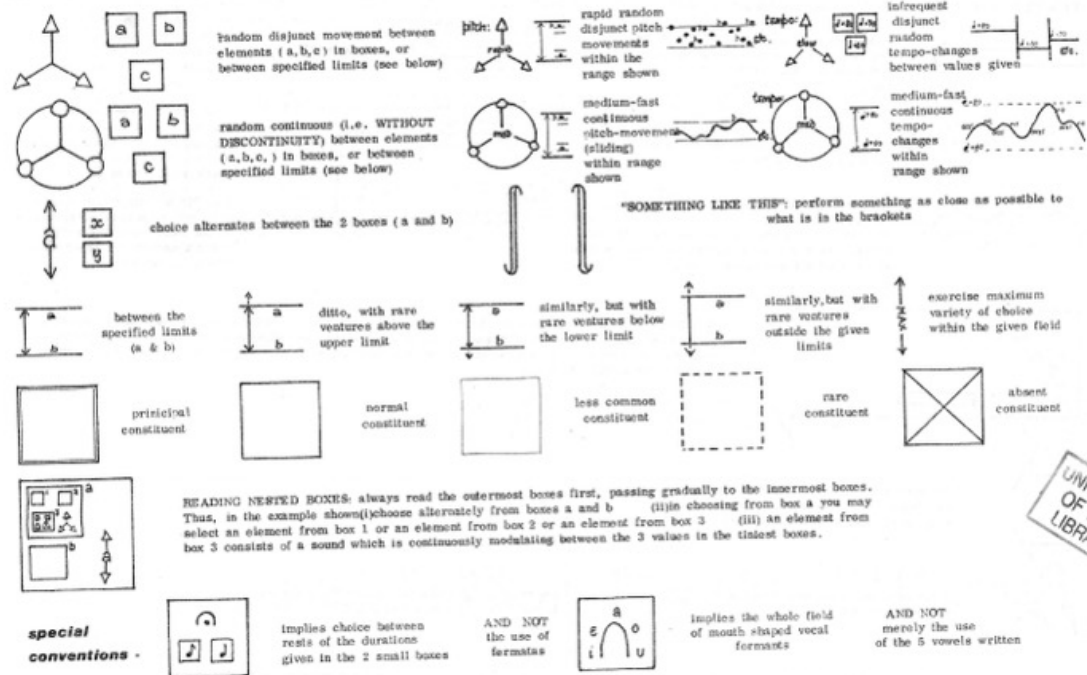 a b
c
random disjunct movement between
elements ( a, b, c ) in boxes, or
between specified limits (see below)
pitch:
rapid
rapid random
disjunct pitch
movements
within the
range shown
etc.
tempo:
slow
infrequent
disjunct
random
tempo-changes
between values given
etc.
a b
c
random continuous (i.e. WITHOUT
DISCONTINUITY) between elements
( a, b, c, ) in boxes, or between
specified limits (see below)
medium-fast
continuous
pitch-movement
(sliding)
within range
shown
tempo:
medium-fast
continuous
tempo-
changes
within
range shown
a
x
y
choice alternates between the 2 boxes ( a and b )
"SOMETHING LIKE THIS": perform something as close as possible to
what is in the brackets
a
b
between the
specified limits
(a & b)
a
b
ditto, with rare
ventures above the
upper limit
a
b
similarly, but with
rare ventures below
the lower limit
a
b
similarly, but with
rare ventures
outside the given
limits
MAX
exercise maximum
variety of choice
within the given field
prinicipal
constituent
normal
constituent
less common
constituent
rare
constituent
absent
constituent
a
b
a
READING NESTED BOXES: always read the outermost boxes first, passing gradually to the innermost boxes.
Thus, in the example shown(i)choose alternately from boxes a and b (ii)in choosing from box a you may
select an element from box 1 or an element from box 2 or an element from box 3 (iii) an element from
box 3 consists of a sound which is continuously modulating between the 3 values in the tiniest boxes.
OF
special
conventions -
implies choice between
rests of the durations
given in the 2 small boxes
AND NOT
the use of
fermatas
a
ε o
i u
implies the whole field
of mouth shaped vocal
formants
AND NOT
merely the use
of the 5 vowels written